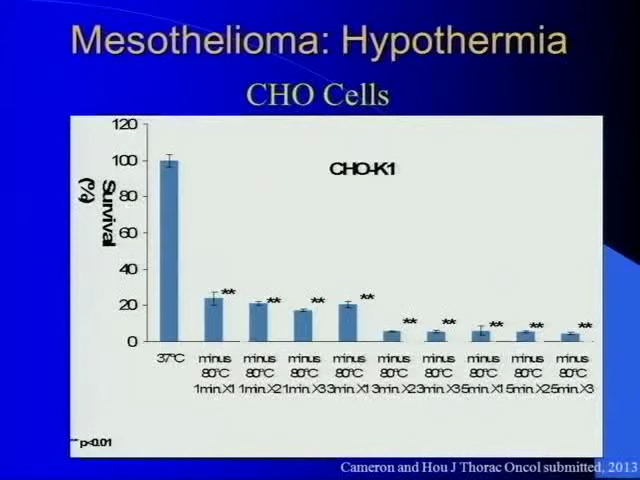 Mesothelioma: Hypothermia
CHO Cells
CHO-K1
Survival
(%)
120
100
80
60
40
20
0
** ** ** ** ** ** ** ** **
37°C minus minus minus minus minus minus minus minus minus
80°C 80°C 80°C 80°C 80°C 80°C 80°C 80°C 80°C
1min.X1 1min.X2 1min.X3 3min.X1 3min.X2 3min.X3 5min.X1 5min.X2 5min.X3
** p<0.01
Cameron and Hou J Thorac Oncol submitted, 2013